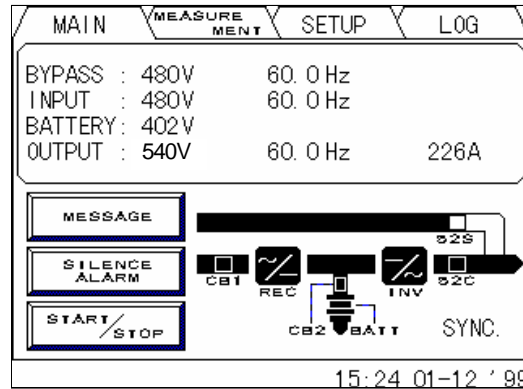 MAIN MEASURE MENT SETUP LOG
BYPASS : 480V 60.0Hz
INPUT : 480V 60.0Hz
BATTERY: 402V
OUTPUT : 540V 60.0Hz 226A
MESSAGE
52S
SILENCE
ALARM
CB1 REC INV 52C
START/STOP
CB2 BATT SYNC.
15:24 01-12 '99